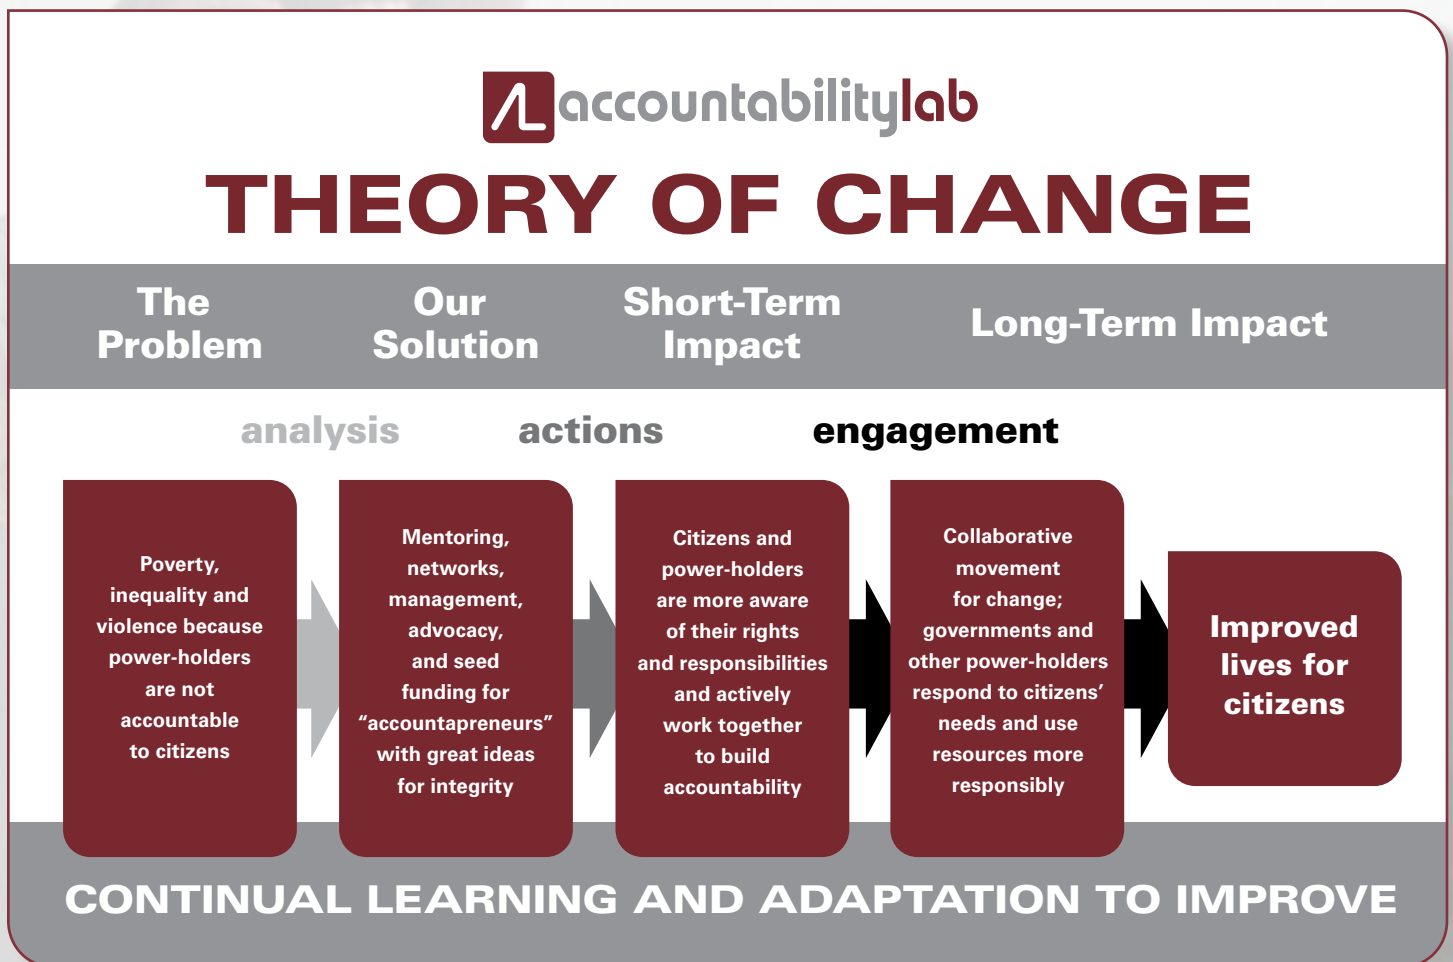 accountabilitylab
THEORY OF CHANGE
The
Problem
Our
Solution
Short-Term
Impact
Long-Term Impact
analysis
actions
engagement
Poverty,
inequality and
violence because
power-holders
are not
accountable
to citizens
Mentoring,
networks,
management,
advocacy,
and seed
funding for
“accountapreneurs”
with great ideas
for integrity
Citizens and
power-holders
are more aware
of their rights
and responsibilities
and actively
work together
to build
accountability
Collaborative
movement
for change;
governments and
other power-holders
respond to citizens’
needs and use
resources more
responsibly
Improved
lives for
citizens
CONTINUAL LEARNING AND ADAPTATION TO IMPROVE